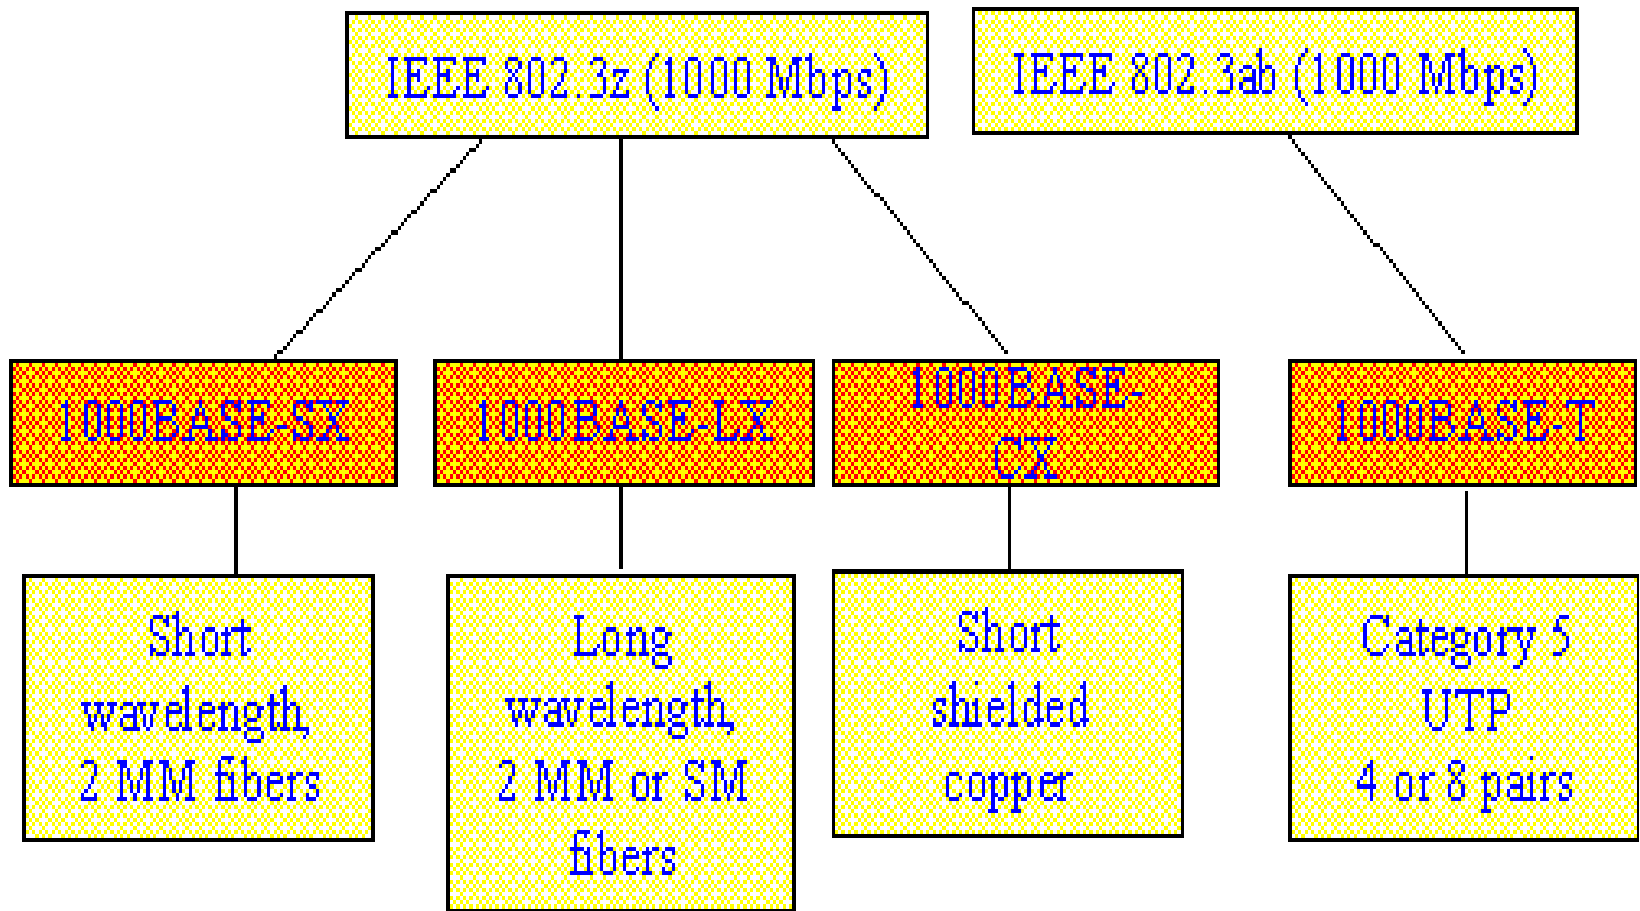 IEEE 802.3z (1000 Mbps)
IEEE 802.3ab (1000 Mbps)
1000BASE-SX
1000BASE-LX
1000BASE-
CX
1000BASE-T
Short
wavelength,
2 MM fibers
Long
wavelength,
2 MM or SM
fibers
Short
shielded
copper
Category 5
UTP
4 or 8 pairs